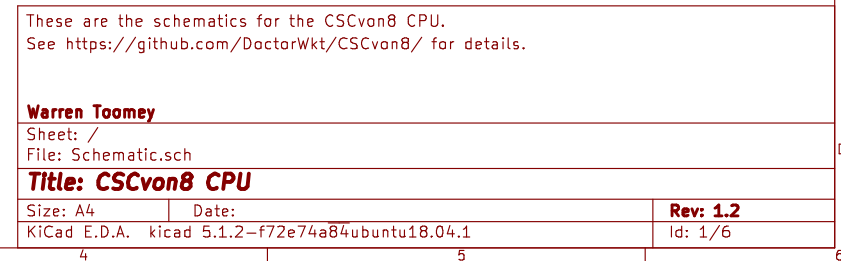 These are the schematics for the CSCvon8 CPU.
See https://github.com/DoctorWkt/CSCvon8/ for details.
Warren Toomey
Sheet: /
File: Schematic.sch
Title: CSCvon8 CPU
Size: A4 Date: Rev: 1.2
KiCad E.D.A. kicad 5.1.2-f72e74a84ubuntu18.04.1 Id: 1/6
4 5 6